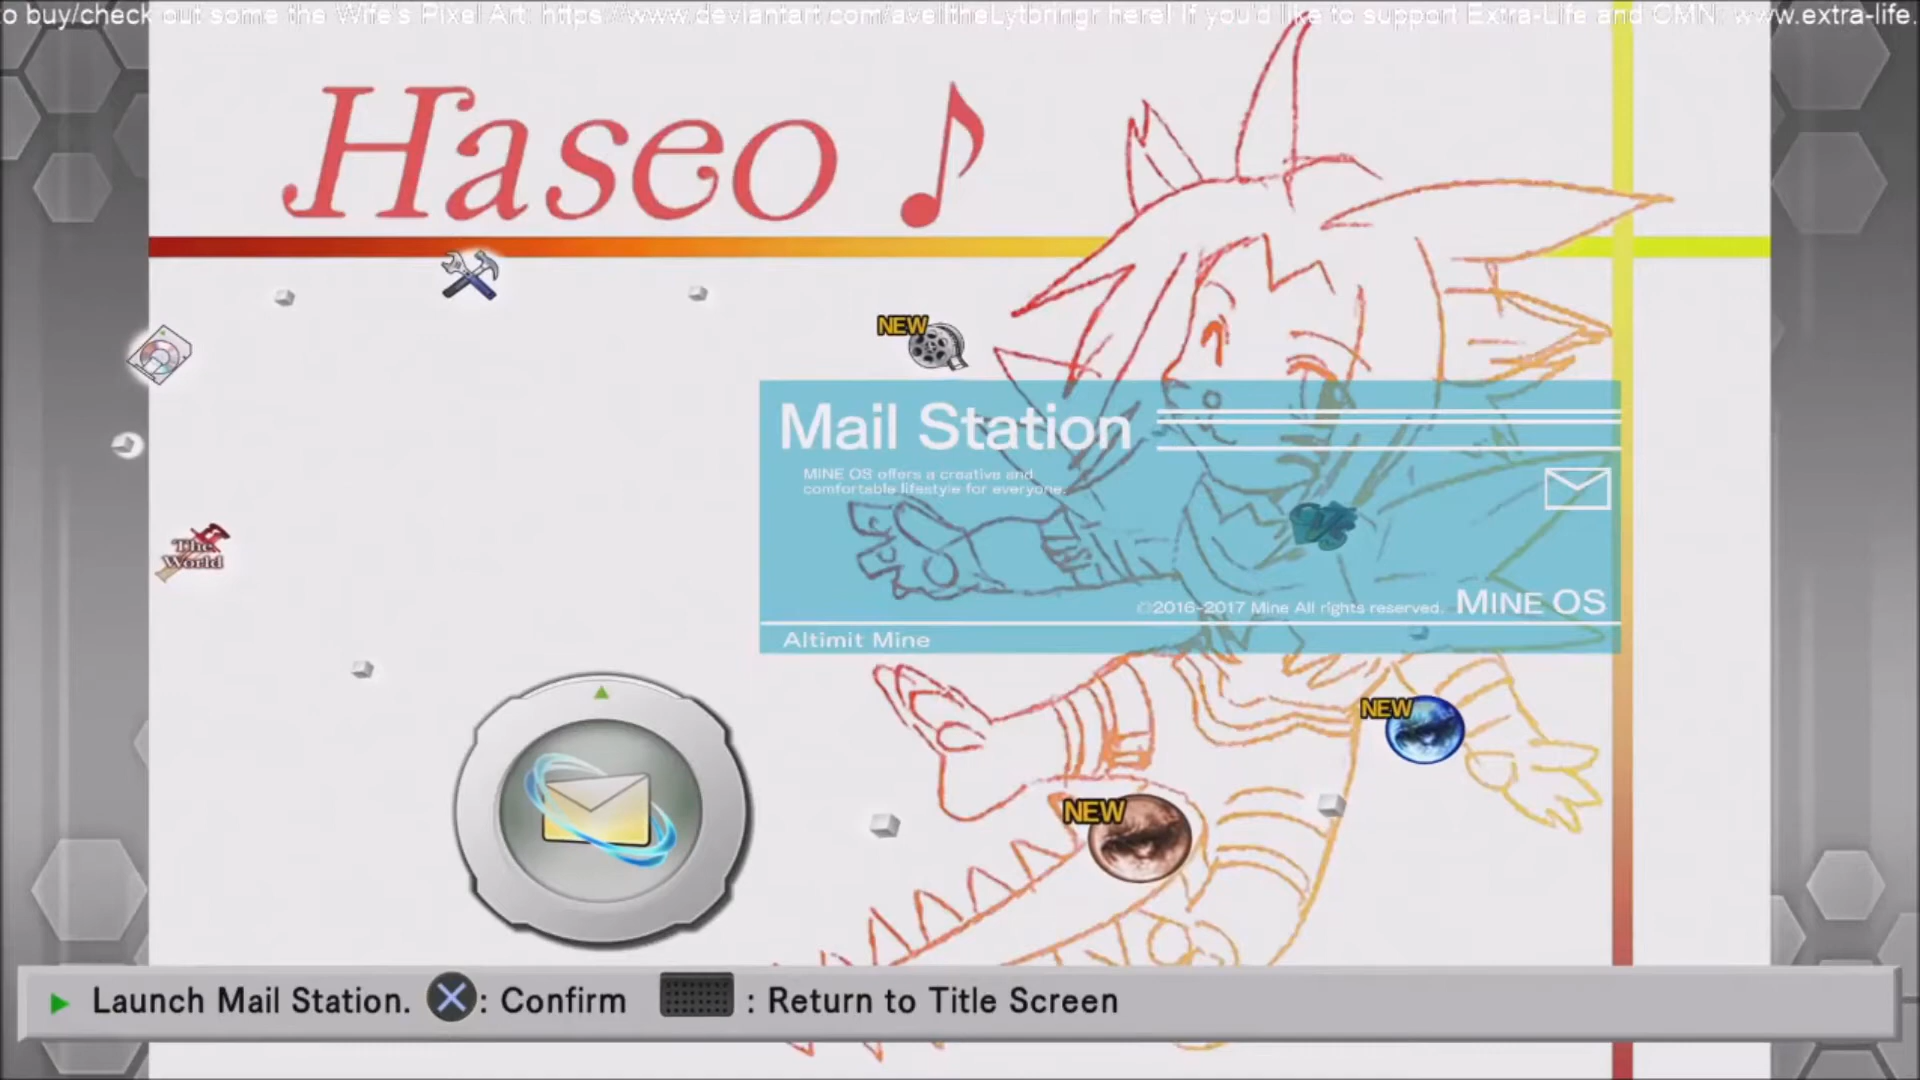 o buy/check out some the Wife's Pixel Art: https://www.deviantart.com/aveiltheLytbringr here! If you'd like to support Extra-Life and CMN: www.extra-life.
Haseo
NEW
Mail Station
MINE OS offers a creative and
comfortable lifestyle for everyone.
The
World
©2016-2017 Mine All rights reserved. MINE OS
Altimit Mine
NEW
NEW
Launch Mail Station. : Confirm : Return to Title Screen